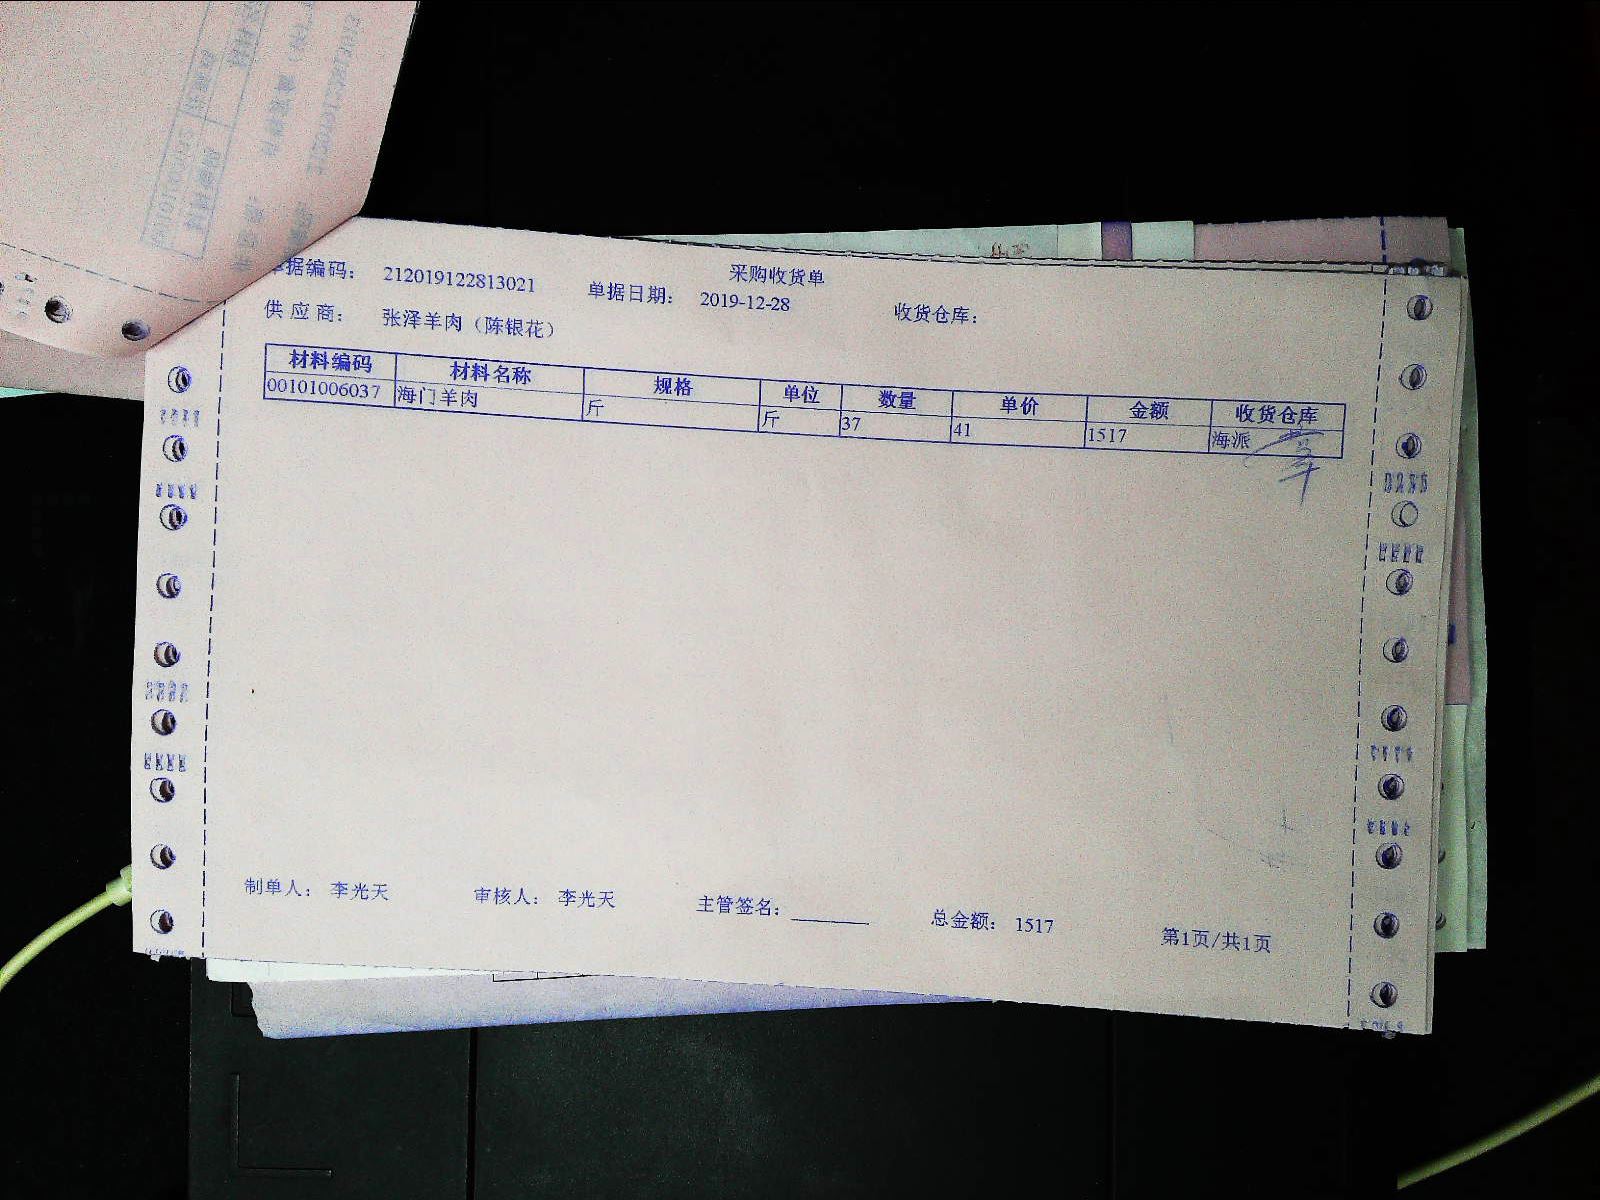 采购收货单
据编码： 212019122813021 单据日期： 2019-12-28 收货仓库：
供应商： 张泽羊肉（陈银花）
材料编码 材料名称 规格 单位 数量 单价 金额 收货仓库
00101006037 海门羊肉 斤 斤 37 41 1517 海派
制单人： 李光天 审核人： 李光天 主管签名： 总金额： 1517 第1页/共1页